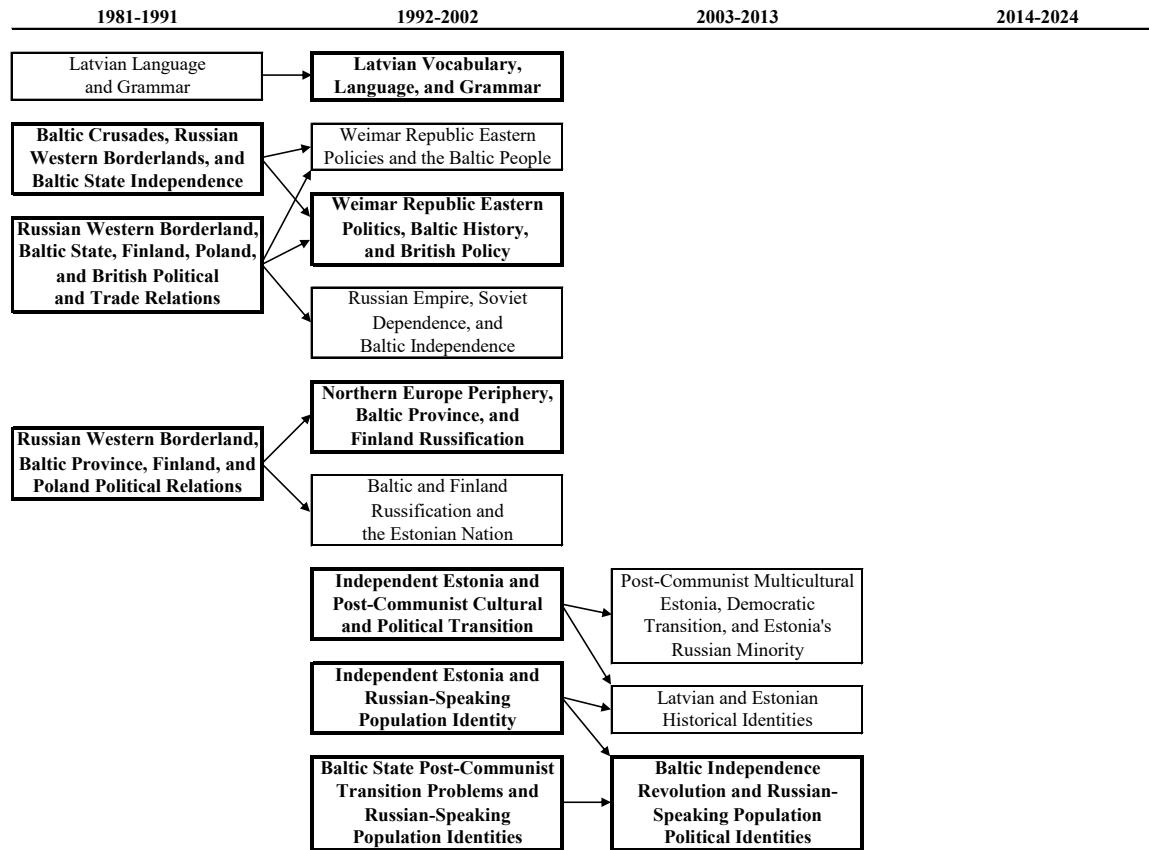 1981-1991
1992-2002
2003-2013
2014-2024
Latvian Language
and Grammar
Latvian Vocabulary,
Language, and Grammar
Baltic Crusades, Russian
Western Borderlands, and
Baltic State Independence
Weimar Republic Eastern
Policies and the Baltic People
Russian Western Borderland,
Baltic State, Finland, Poland,
and British Political
and Trade Relations
Weimar Republic Eastern
Politics, Baltic History,
and British Policy
Russian Empire, Soviet
Dependence, and
Baltic Independence
Russian Western Borderland,
Baltic Province, Finland, and
Poland Political Relations
Northern Europe Periphery,
Baltic Province, and
Finland Russification
Baltic and Finland
Russification and
the Estonian Nation
Independent Estonia and
Post-Communist Cultural
and Political Transition
Post-Communist Multicultural
Estonia, Democratic
Transition, and Estonia's
Russian Minority
Independent Estonia and
Russian-Speaking
Population Identity
Latvian and Estonian
Historical Identities
Baltic State Post-Communist
Transition Problems and
Russian-Speaking
Population Identities
Baltic Independence
Revolution and Russian-
Speaking Population
Political Identities